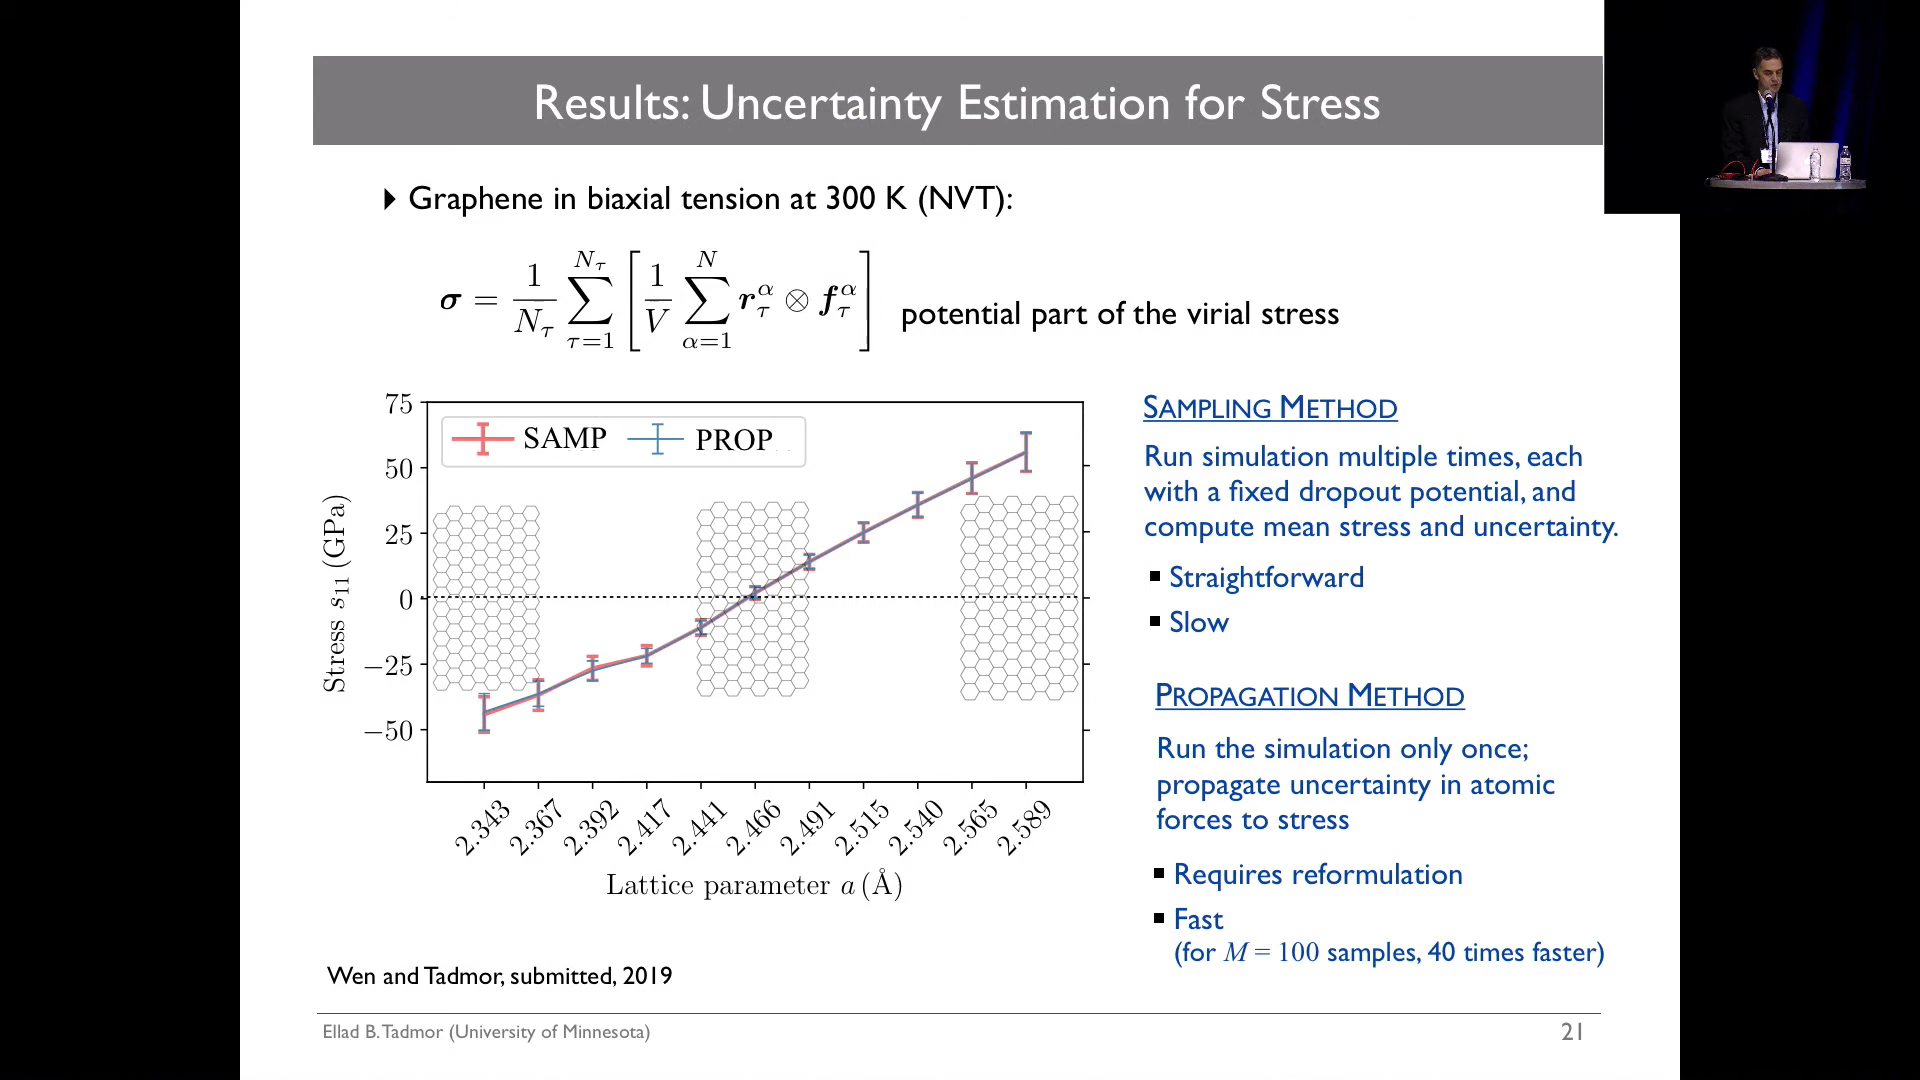 Results: Uncertainty Estimation for Stress
Graphene in biaxial tension at 300 K (NVT):
σ = 1/N_τ ∑_{τ=1}^{N_τ} [ 1/V ∑_{α=1}^{N} r_τ^α ⊗ f_τ^α ] potential part of the virial stress
75
50
25
0
−25
−50
Stress s₁₁ (GPa)
SAMP PROP
2.343 2.367 2.392 2.417 2.441 2.466 2.491 2.515 2.540 2.565 2.589
Lattice parameter a (Å)
SAMPLING METHOD
Run simulation multiple times, each
with a fixed dropout potential, and
compute mean stress and uncertainty.
▪ Straightforward
▪ Slow
PROPAGATION METHOD
Run the simulation only once;
propagate uncertainty in atomic
forces to stress
▪ Requires reformulation
▪ Fast
(for M = 100 samples, 40 times faster)
Wen and Tadmor, submitted, 2019
Ellad B. Tadmor (University of Minnesota)
21